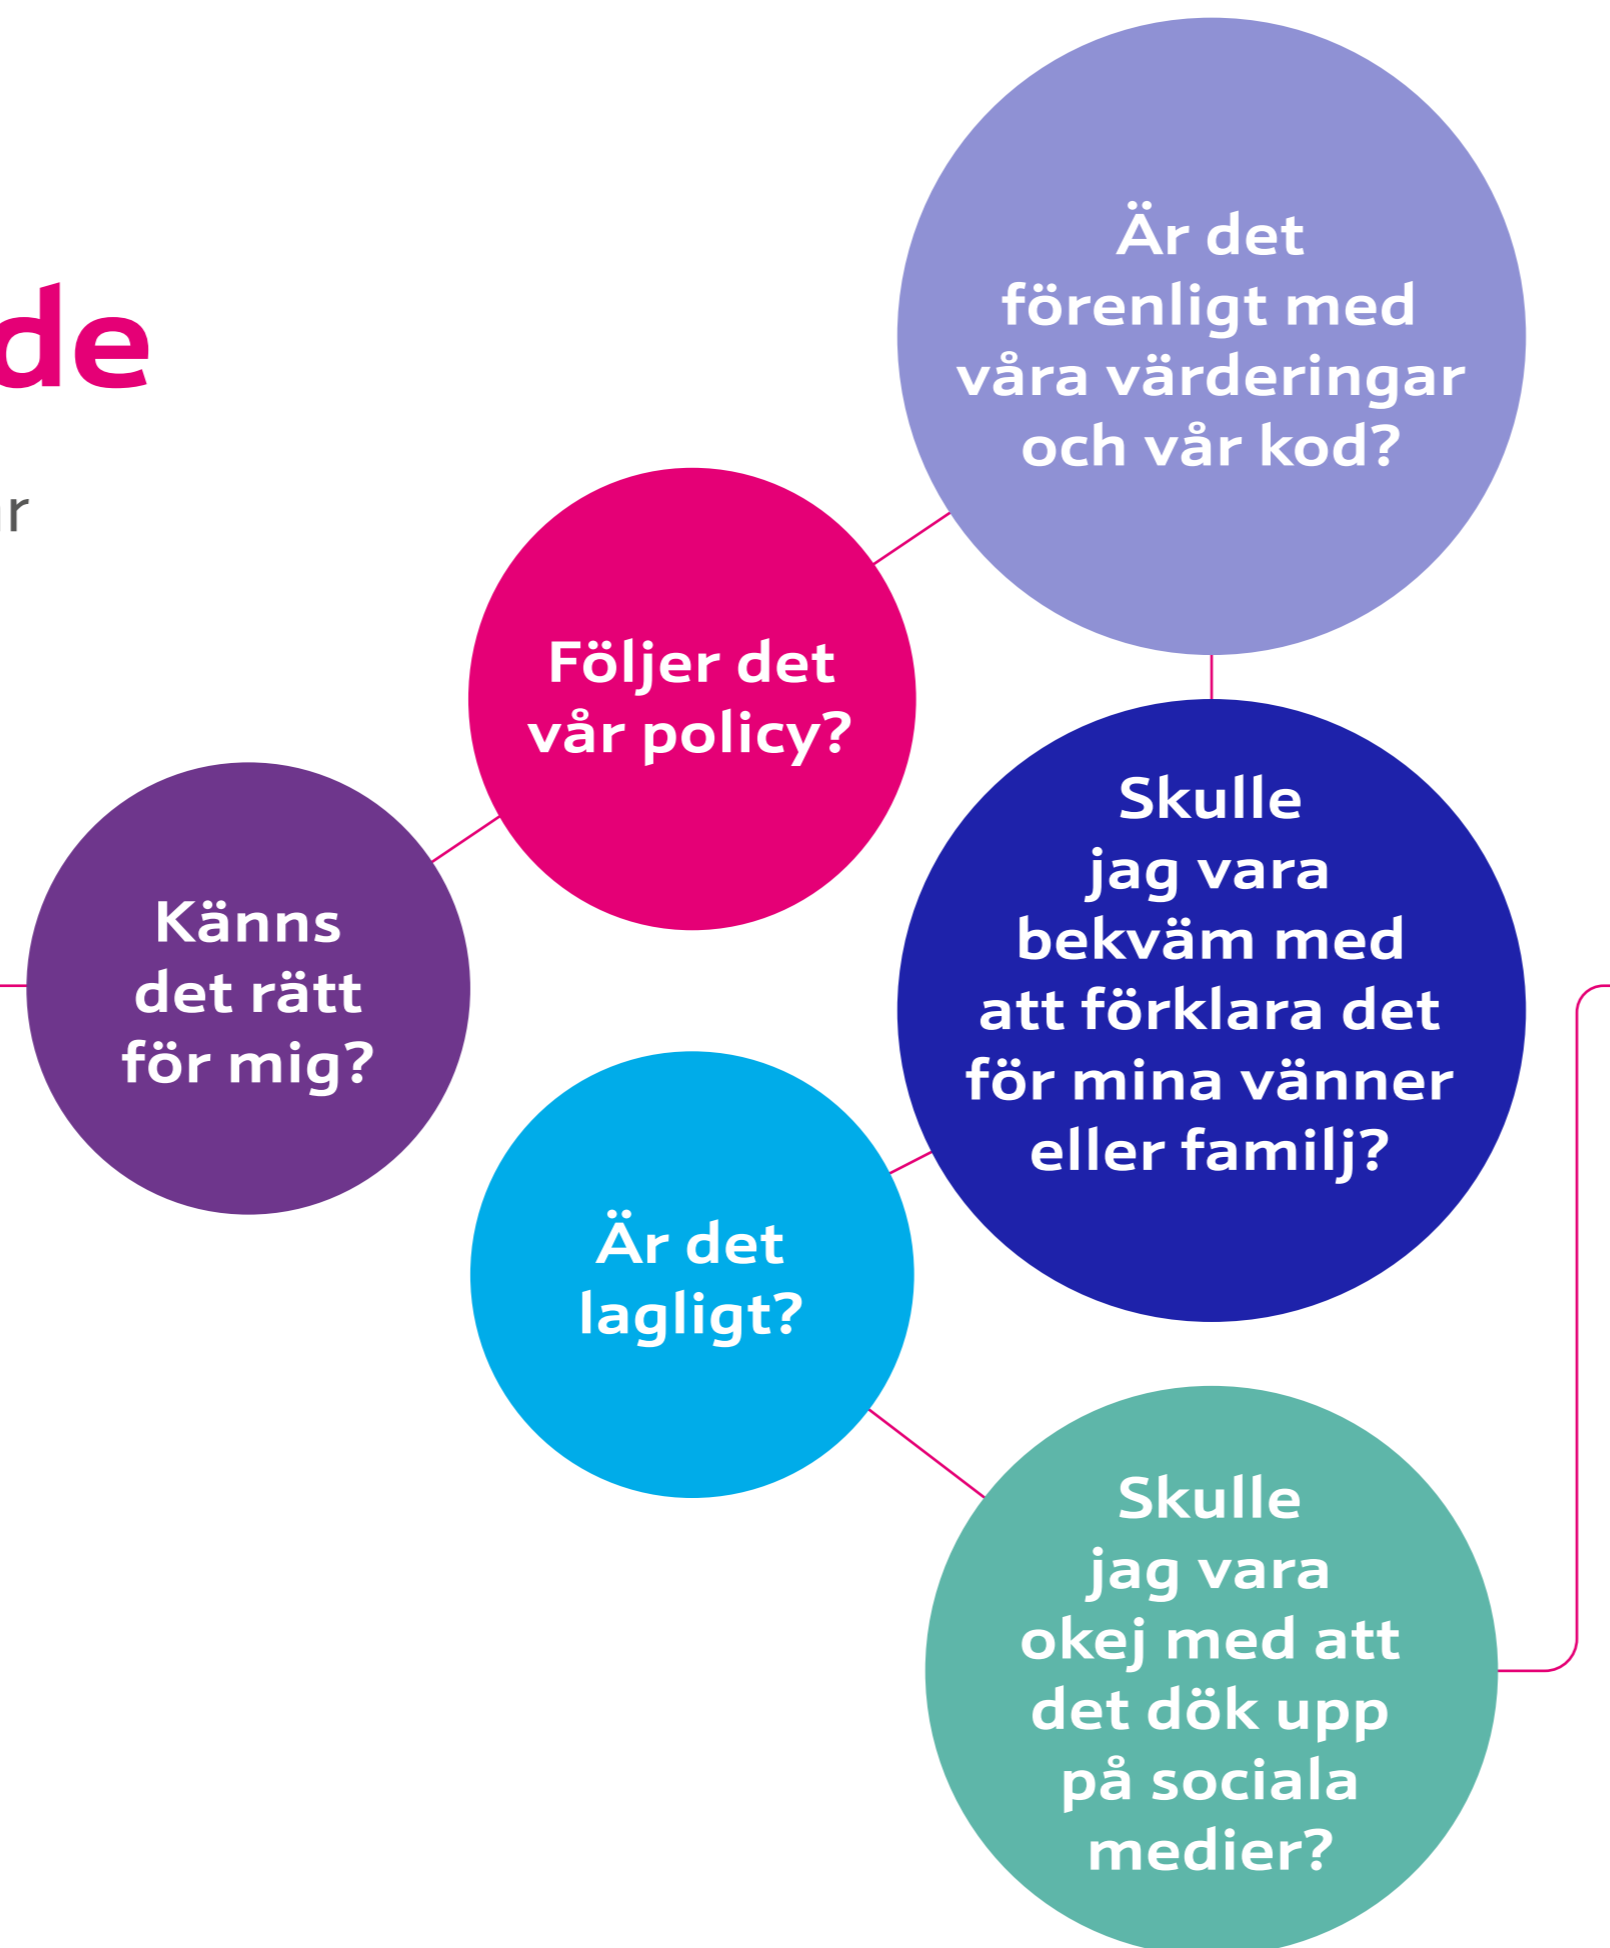 de
r
Känns
det rätt
för mig?
Följer det
vår policy?
Är det
förenligt med
våra värderingar
och vår kod?
Skulle
jag vara
bekväm med
att förklara det
för mina vänner
eller familj?
Är det
lagligt?
Skulle
jag vara
okej med att
det dök upp
på sociala
medier?